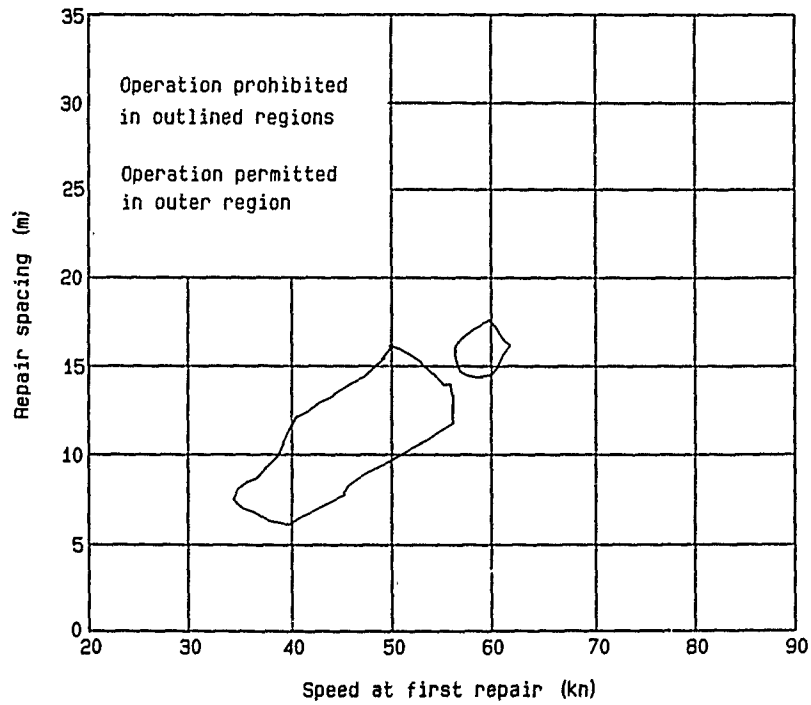 35
30
25
20
15
10
5
0
Repair spacing (m)
Operation prohibited
in outlined regions
Operation permitted
in outer region
20 30 40 50 60 70 80 90
Speed at first repair (kn)